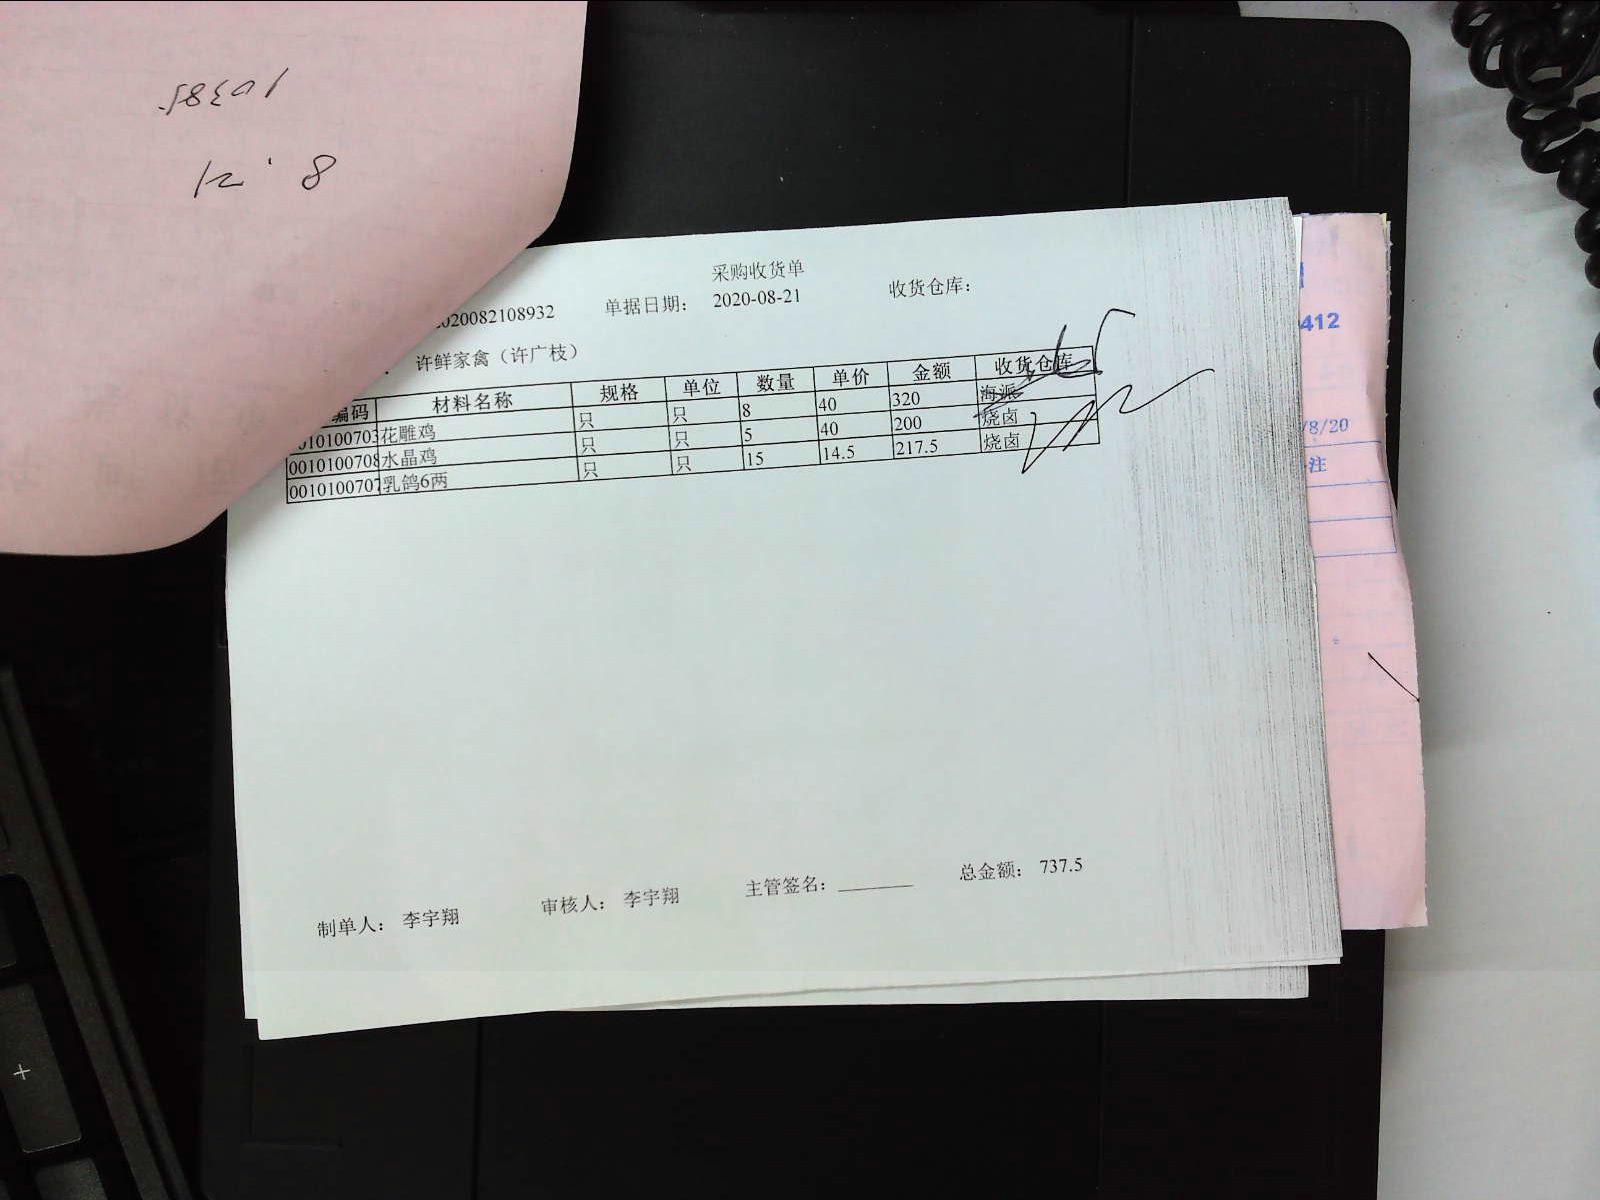 10385
采购收货单
2020082108932 单据日期: 2020-08-21 收货仓库:
许鲜家禽（许广枝）
编码 材料名称 规格 单位 数量 单价 金额 收货仓库
0010100703 花雕鸡 只 只 8 40 320 海派
0010100708 水晶鸡 只 只 5 40 200 烧卤
0010100707 乳鸽6两 只 只 15 14.5 217.5 烧卤
制单人: 李宇翔 审核人: 李宇翔 主管签名: 总金额: 737.5
412
/8/20
注
+